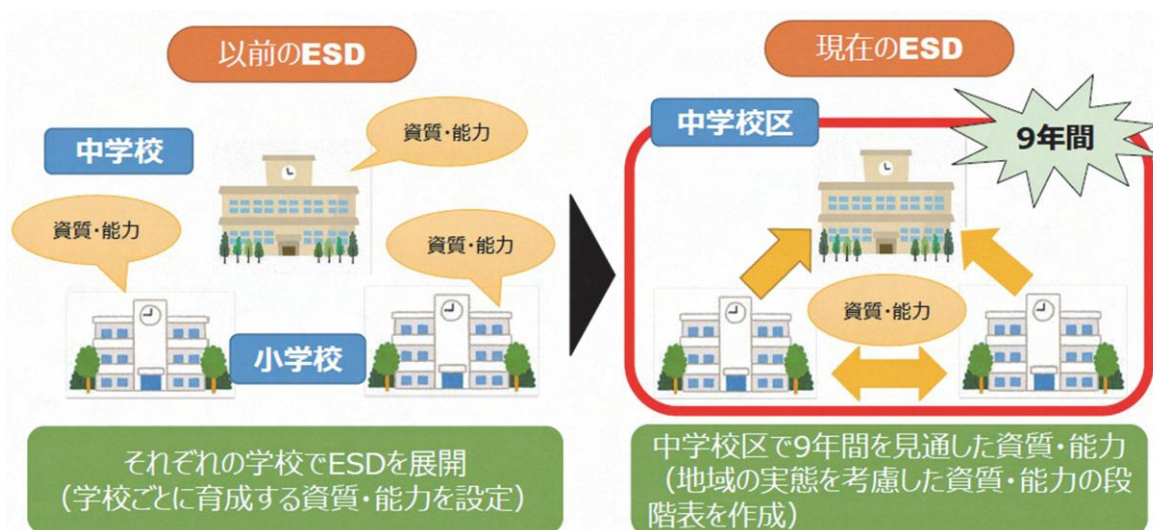 以前のESD
中学校
資質・能力
資質・能力
資質・能力
小学校
それぞれの学校でESDを展開
（学校ごとに育成する資質・能力を設定）
現在のESD
中学校区
9年間
資質・能力
中学校区で9年間を見通した資質・能力
（地域の実態を考慮した資質・能力の段
階表を作成）